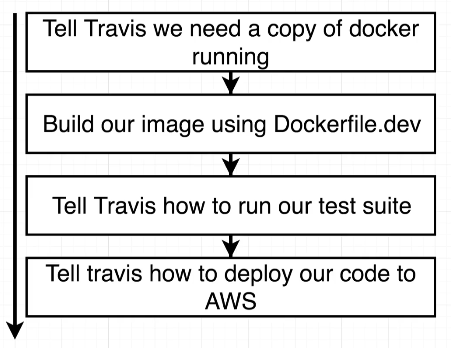 Tell Travis we need a copy of docker
running
Build our image using Dockerfile.dev
Tell Travis how to run our test suite
Tell travis how to deploy our code to
AWS